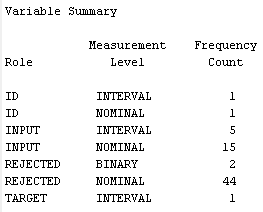 Variable Summary
Measurement Frequency
Role Level Count
ID INTERVAL 1
ID NOMINAL 1
INPUT INTERVAL 5
INPUT NOMINAL 15
REJECTED BINARY 2
REJECTED NOMINAL 44
TARGET INTERVAL 1